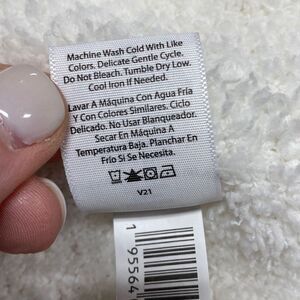 Machine Wash Cold With Like
Colors. Delicate Gentle Cycle.
Do Not Bleach. Tumble Dry Low.
Cool Iron If Needed.
Lavar A Máquina Con Agua Fría
Y Con Colores Similares. Ciclo
Delicado. No Usar Blanqueador.
Secar En Máquina A
Temperatura Baja. Planchar En
Frío Si Se Necesita.
V21
1 95564